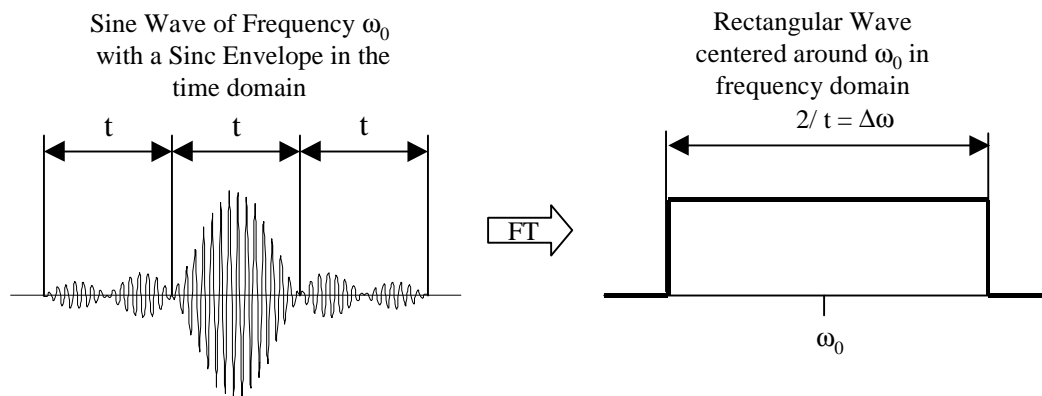 Sine Wave of Frequency ω₀
with a Sinc Envelope in the
time domain
t t t
Rectangular Wave
centered around ω₀ in
frequency domain
2/ t = Δω
FT
ω₀